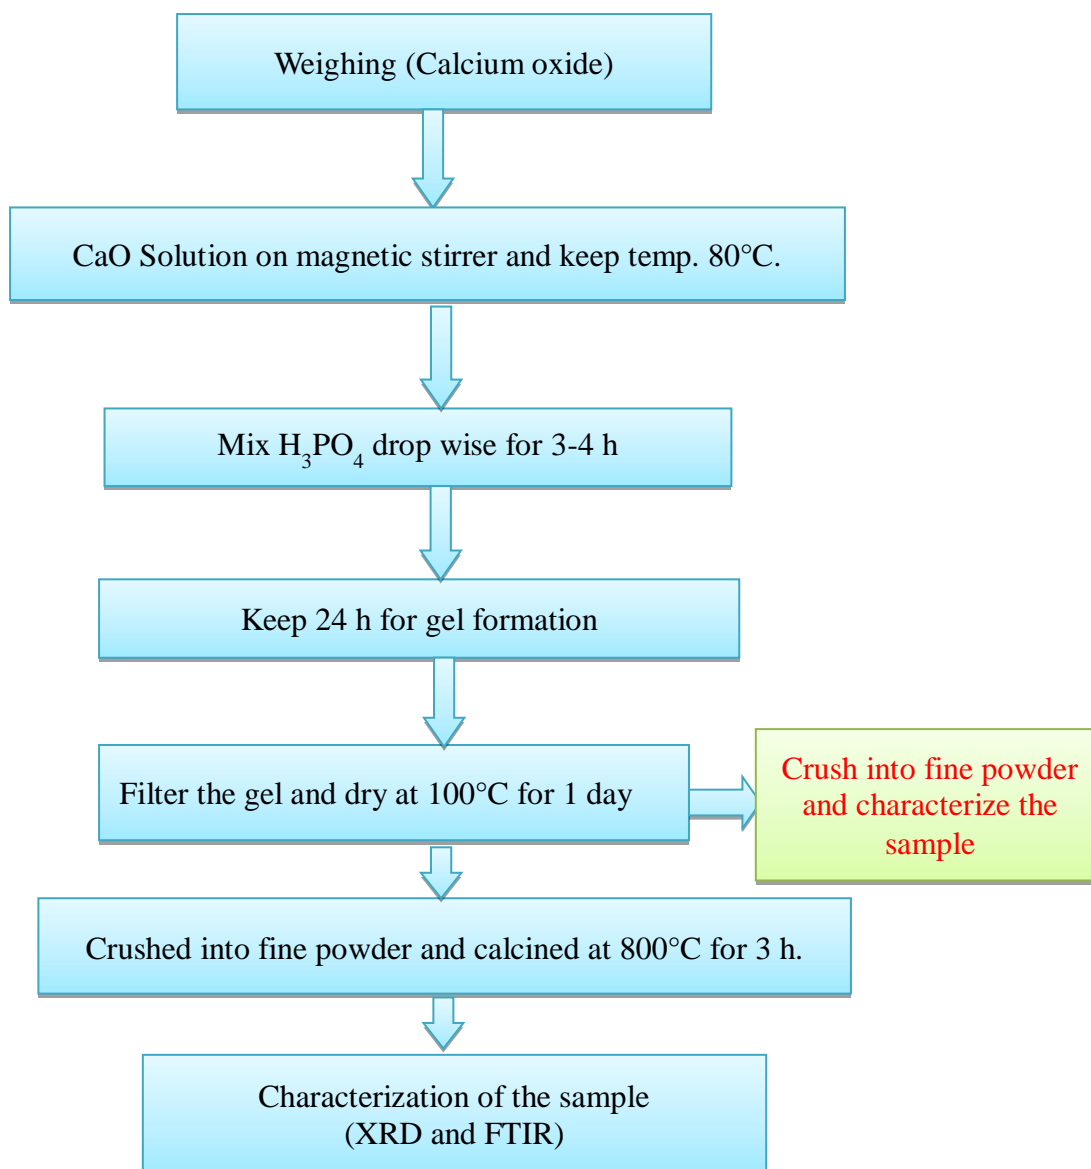 Weighing (Calcium oxide)
CaO Solution on magnetic stirrer and keep temp. 80°C.
Mix H₃PO₄ drop wise for 3-4 h
Keep 24 h for gel formation
Filter the gel and dry at 100°C for 1 day
Crush into fine powder
and characterize the
sample
Crushed into fine powder and calcined at 800°C for 3 h.
Characterization of the sample
(XRD and FTIR)